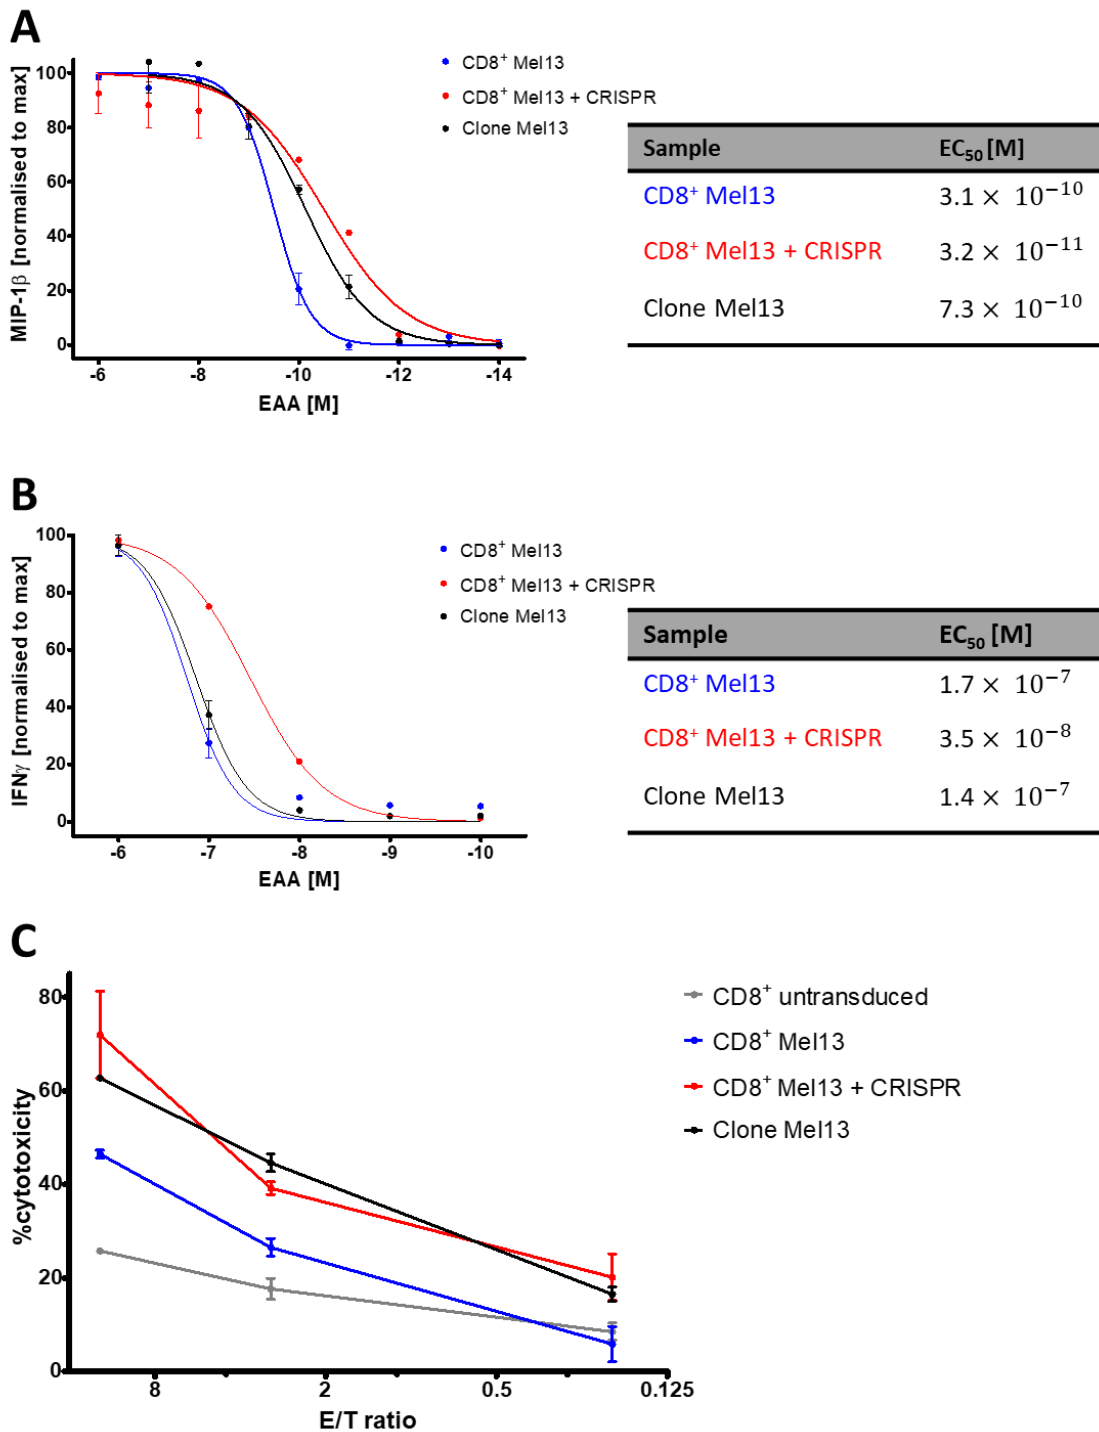 A
MIP-1β [normalised to max]
100
80
60
40
20
0
-6
-8
-10
-12
-14
EAA [M]
CD8⁺ Mel13
CD8⁺ Mel13 + CRISPR
Clone Mel13
Sample EC₅₀ [M]
CD8⁺ Mel13 3.1 × 10⁻¹⁰
CD8⁺ Mel13 + CRISPR 3.2 × 10⁻¹¹
Clone Mel13 7.3 × 10⁻¹⁰
B
IFNγ [normalised to max]
100
80
60
40
20
0
-6
-7
-8
-9
-10
EAA [M]
CD8⁺ Mel13
CD8⁺ Mel13 + CRISPR
Clone Mel13
Sample EC₅₀ [M]
CD8⁺ Mel13 1.7 × 10⁻⁷
CD8⁺ Mel13 + CRISPR 3.5 × 10⁻⁸
Clone Mel13 1.4 × 10⁻⁷
C
%cytotoxicity
80
60
40
20
0
8
2
0.5
0.125
E/T ratio
CD8⁺ untransduced
CD8⁺ Mel13
CD8⁺ Mel13 + CRISPR
Clone Mel13